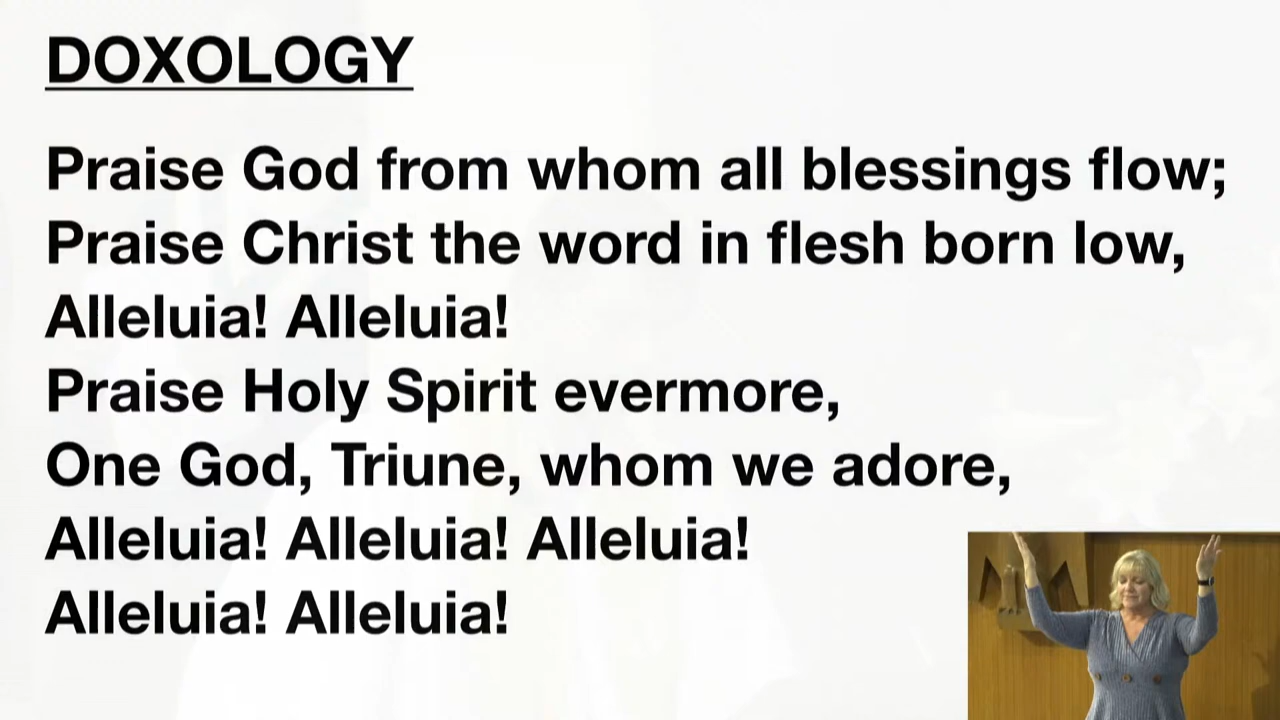 DOXOLOGY
Praise God from whom all blessings flow;
Praise Christ the word in flesh born low,
Alleluia! Alleluia!
Praise Holy Spirit evermore,
One God, Triune, whom we adore,
Alleluia! Alleluia! Alleluia!
Alleluia! Alleluia!